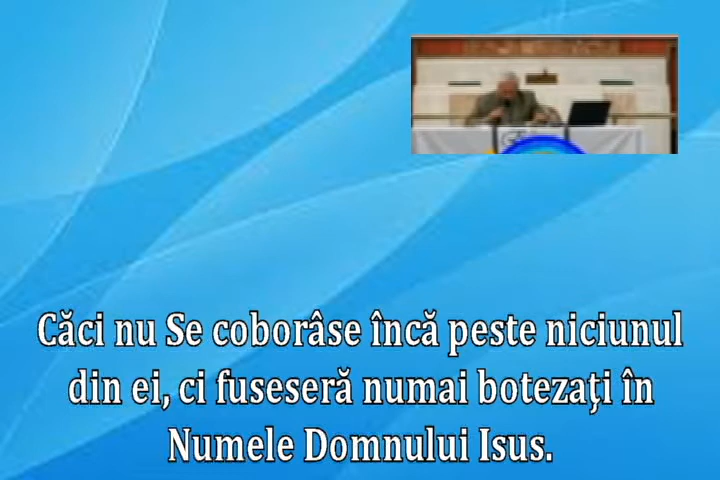 Căci nu Se coborâse încă peste niciunul
din ei, ci fuseseră numai botezaţi în
Numele Domnului Isus.